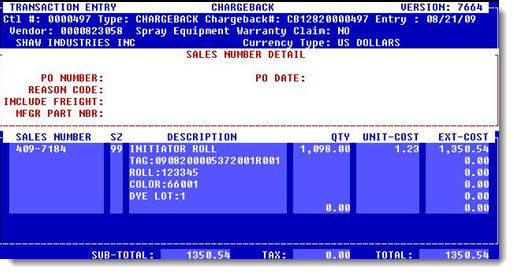 TRANSACTION ENTRY CHARGEBACK VERSION: 7664
Ctl #: 0000497 Type: CHARGEBACK Chargeback#: CB12820000497 Entry : 08/21/09
Vendor: 0000823058 Spray Equipment Warranty Claim: NO
SHAW INDUSTRIES INC Currency Type: US DOLLARS
SALES NUMBER DETAIL
PO NUMBER: PO DATE:
REASON CODE:
INCLUDE FREIGHT:
MFGR PART NBR:
SALES NUMBER SZ DESCRIPTION QTY UNIT-COST EXT-COST
409-7184 99 INITIATOR ROLL 1,098.00 1.23 1,350.54
TAG:0908200005372001R001 0.00
ROLL:123345 0.00
COLOR:66001 0.00
DYE LOT:1 0.00
0.00 0.00
SUB-TOTAL: 1350.54 TAX: 0.00 TOTAL: 1350.54